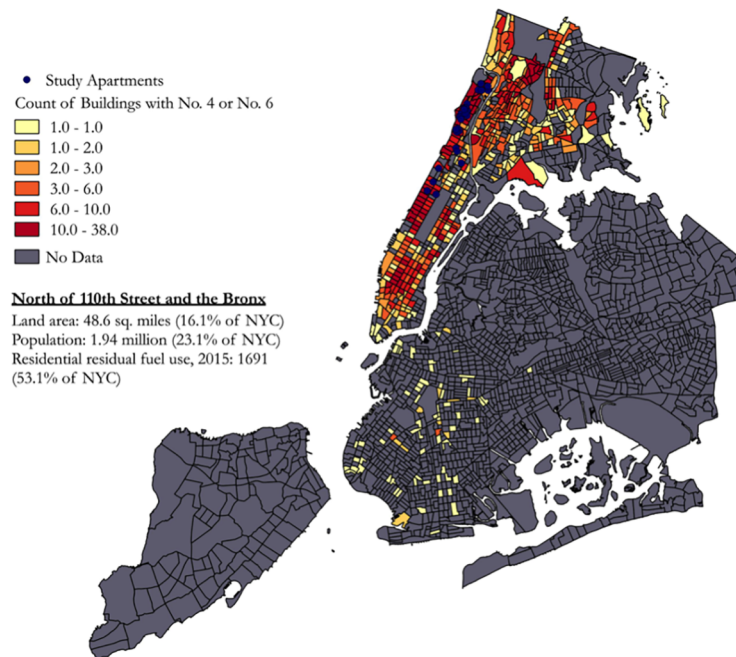 Study Apartments
Count of Buildings with No. 4 or No. 6
1.0 - 1.0
1.0 - 2.0
2.0 - 3.0
3.0 - 6.0
6.0 - 10.0
10.0 - 38.0
No Data
North of 110th Street and the Bronx
Land area: 48.6 sq. miles (16.1% of NYC)
Population: 1.94 million (23.1% of NYC)
Residential residual fuel use, 2015: 1691
(53.1% of NYC)